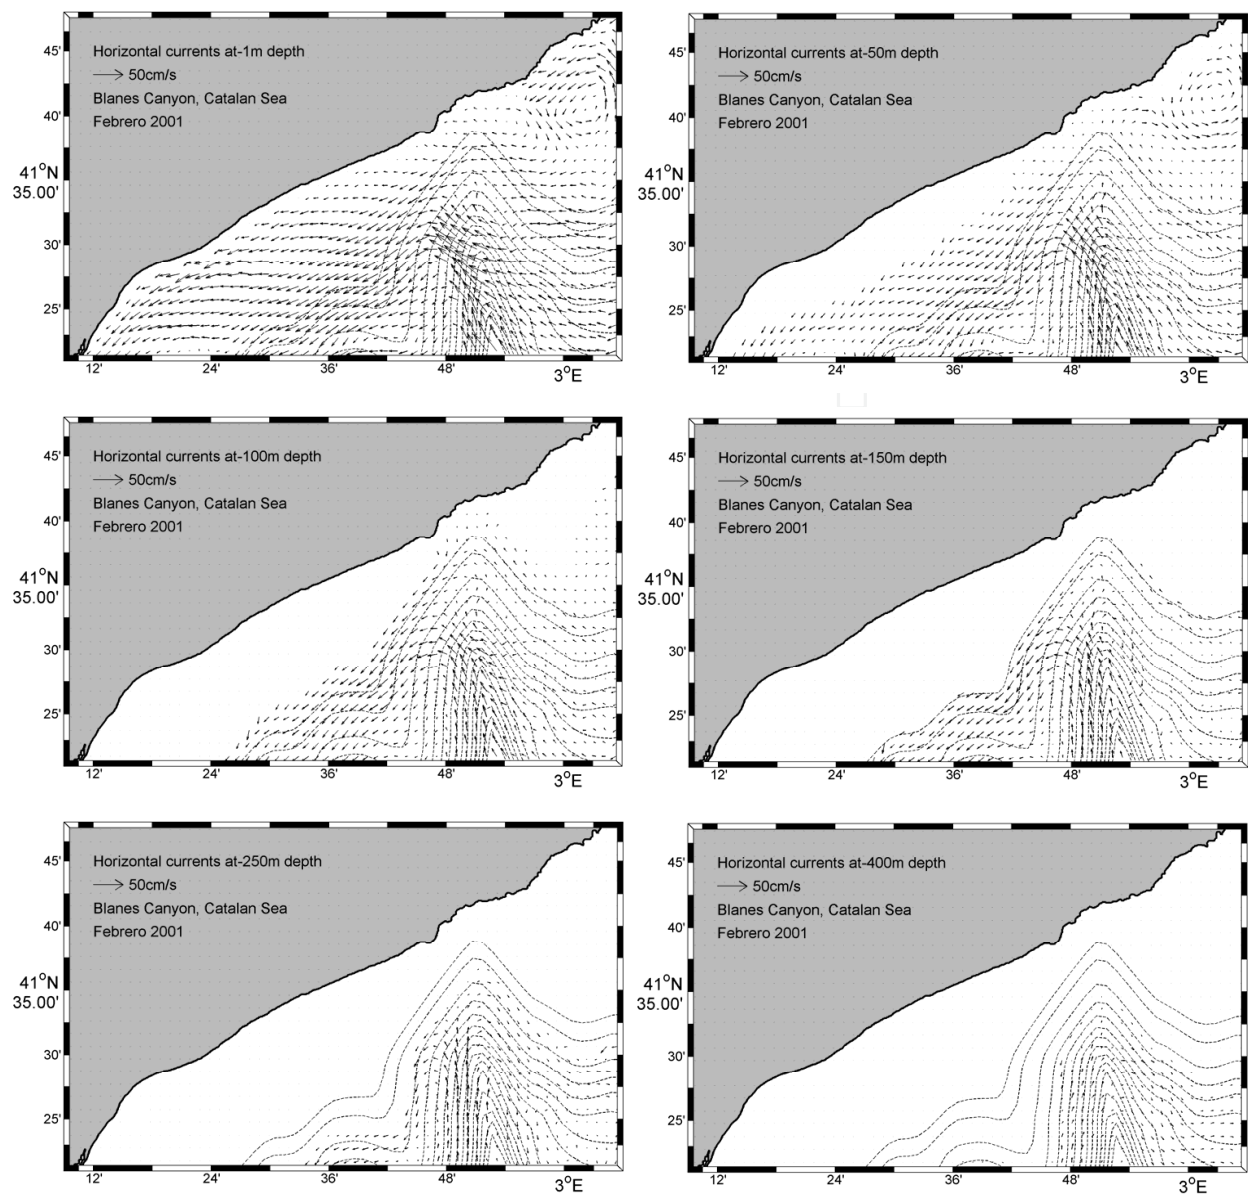 Horizontal currents at-1m depth
50cm/s
Blanes Canyon, Catalan Sea
Febrero 2001
45'
40'
41°N
35.00'
30'
25'
12'
24'
36'
48'
3°E
Horizontal currents at-50m depth
50cm/s
Blanes Canyon, Catalan Sea
Febrero 2001
45'
40'
41°N
35.00'
30'
25'
12'
24'
36'
48'
3°E
Horizontal currents at-100m depth
50cm/s
Blanes Canyon, Catalan Sea
Febrero 2001
45'
40'
41°N
35.00'
30'
25'
12'
24'
36'
48'
3°E
Horizontal currents at-150m depth
50cm/s
Blanes Canyon, Catalan Sea
Febrero 2001
45'
40'
41°N
35.00'
30'
25'
12'
24'
36'
48'
3°E
Horizontal currents at-250m depth
50cm/s
Blanes Canyon, Catalan Sea
Febrero 2001
45'
40'
41°N
35.00'
30'
25'
12'
24'
36'
48'
3°E
Horizontal currents at-400m depth
50cm/s
Blanes Canyon, Catalan Sea
Febrero 2001
45'
40'
41°N
35.00'
30'
25'
12'
24'
36'
48'
3°E